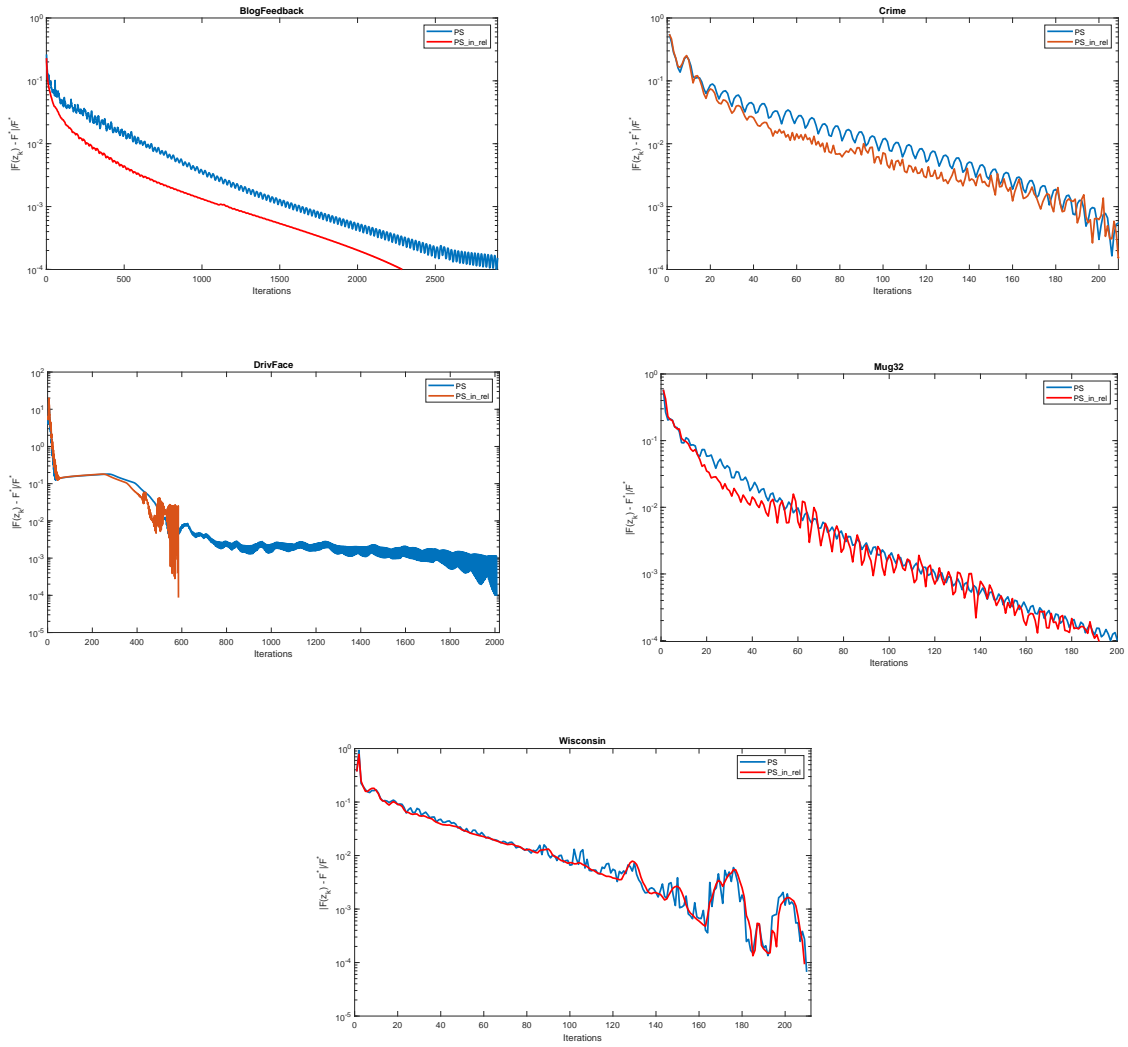 BlogFeedback
PS
PS_in_rel
|F(z_k) - F^*|/F^*
10^0
10^-1
10^-2
10^-3
10^-4
0 500 1000 1500 2000 2500
Iterations
Crime
PS
PS_in_rel
|F(z_k) - F^*|/F^*
10^0
10^-1
10^-2
10^-3
10^-4
0 20 40 60 80 100 120 140 160 180 200
Iterations
DrivFace
PS
PS_in_rel
|F(z_k) - F^*|/F^*
10^2
10^1
10^0
10^-1
10^-2
10^-3
10^-4
10^-5
0 200 400 600 800 1000 1200 1400 1600 1800 2000
Iterations
Mug32
PS
PS_in_rel
|F(z_k) - F^*|/F^*
10^0
10^-1
10^-2
10^-3
10^-4
0 20 40 60 80 100 120 140 160 180 200
Iterations
Wisconsin
PS
PS_in_rel
|F(z_k) - F^*|/F^*
10^0
10^-1
10^-2
10^-3
10^-4
10^-5
0 20 40 60 80 100 120 140 160 180 200
Iterations